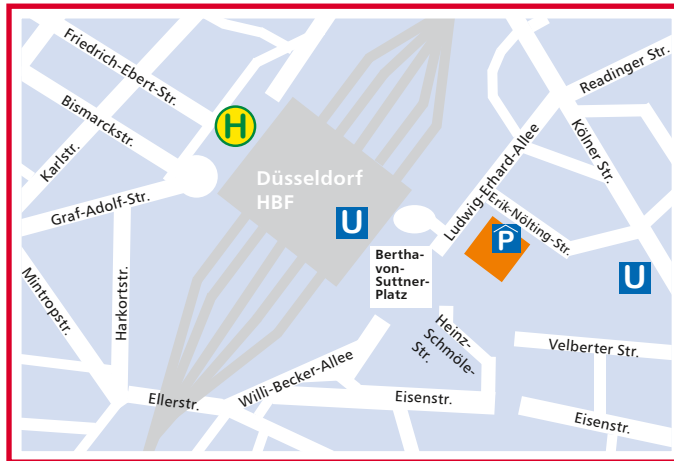 Friedrich-Ebert-Str.
Readinger Str.
Bismarckstr.
H
Karlstr.
Kölner Str.
Ludwig-Erhard-Allee
Düsseldorf
HBF
Graf-Adolf-Str.
Erik-Nölting-Str.
U
P
Bertha-
von-
Suttner-
Platz
U
Mintropstr.
Harkortstr.
Heinz-
Schmöle-
Str.
Velberter Str.
Willi-Becker-Allee
Ellerstr.
Eisenstr.
Eisenstr.